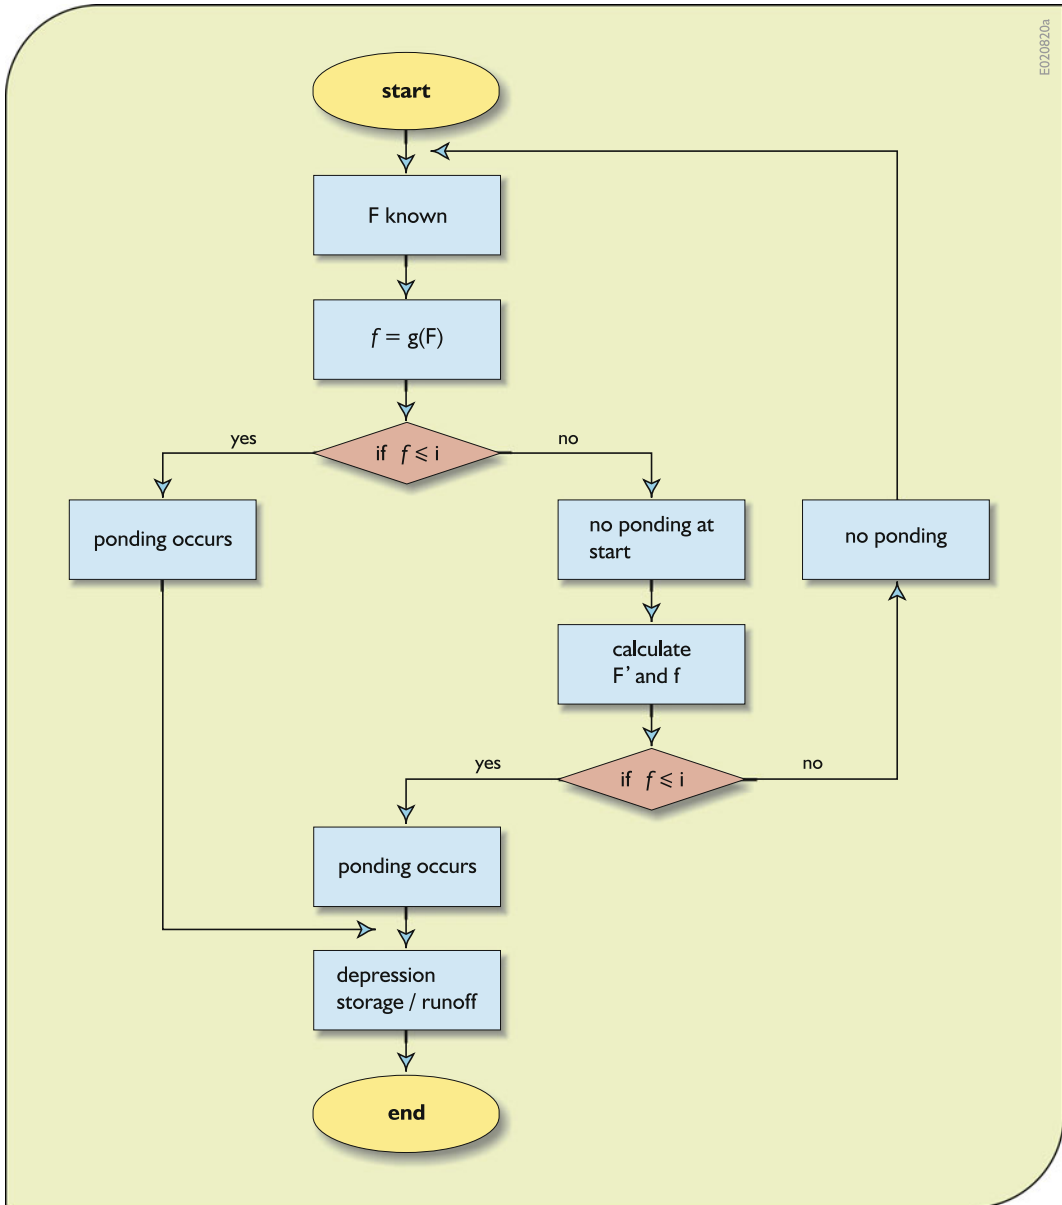 E020820a
start
F known
f = g(F)
if f ≤ i
yes
no
ponding occurs
no ponding at
start
no ponding
calculate
F’ and f
if f ≤ i
yes
no
ponding occurs
depression
storage / runoff
end